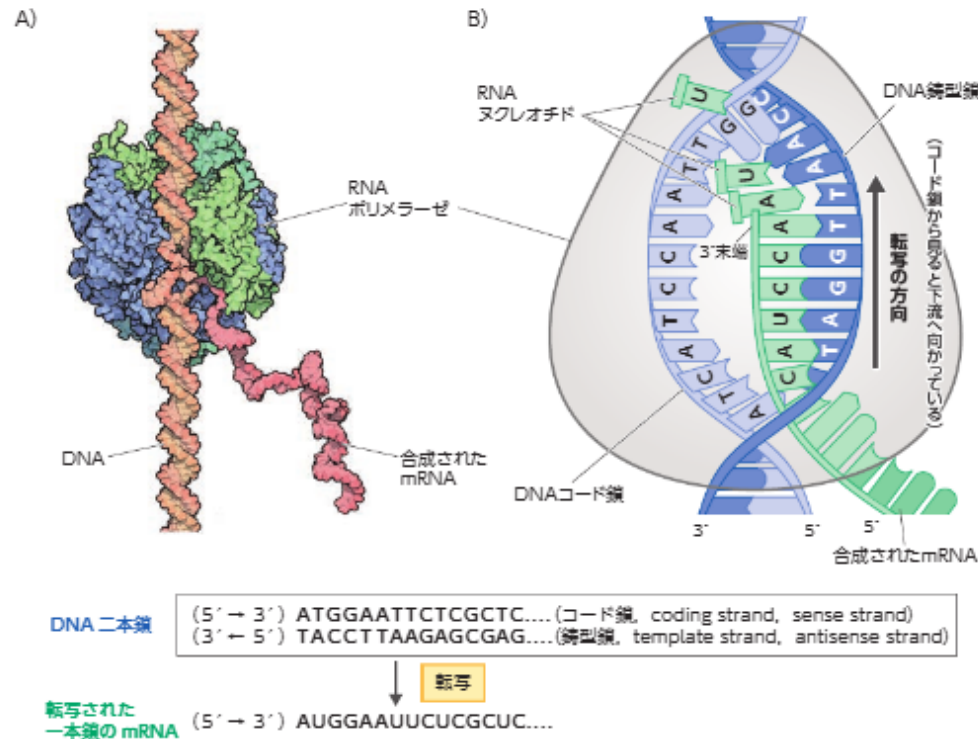 A)
B)
RNA
ポリメラーゼ
DNA
合成された
mRNA
RNA
ヌクレオチド
DNA鋳型鎖
U
G
G
C
C
T
T
A
A
C
C
T
A
C
T
A
U
A
A
C
C
U
A
C
A
A
T
T
G
G
A
T
3´末端
転写の方向
(コード鎖から見ると下流へ向かっている)
DNAコード鎖
3´
5´
5´
合成されたmRNA
DNA 二本鎖
(5´ → 3´) ATGGAATTCTCGCTC.... (コード鎖, coding strand, sense strand)
(3´ ← 5´) TACCTTAAGAGCGAG.... (鋳型鎖, template strand, antisense strand)
転写
転写された
一本鎖の mRNA
(5´ → 3´) AUGGAAUUCUCGCUC....